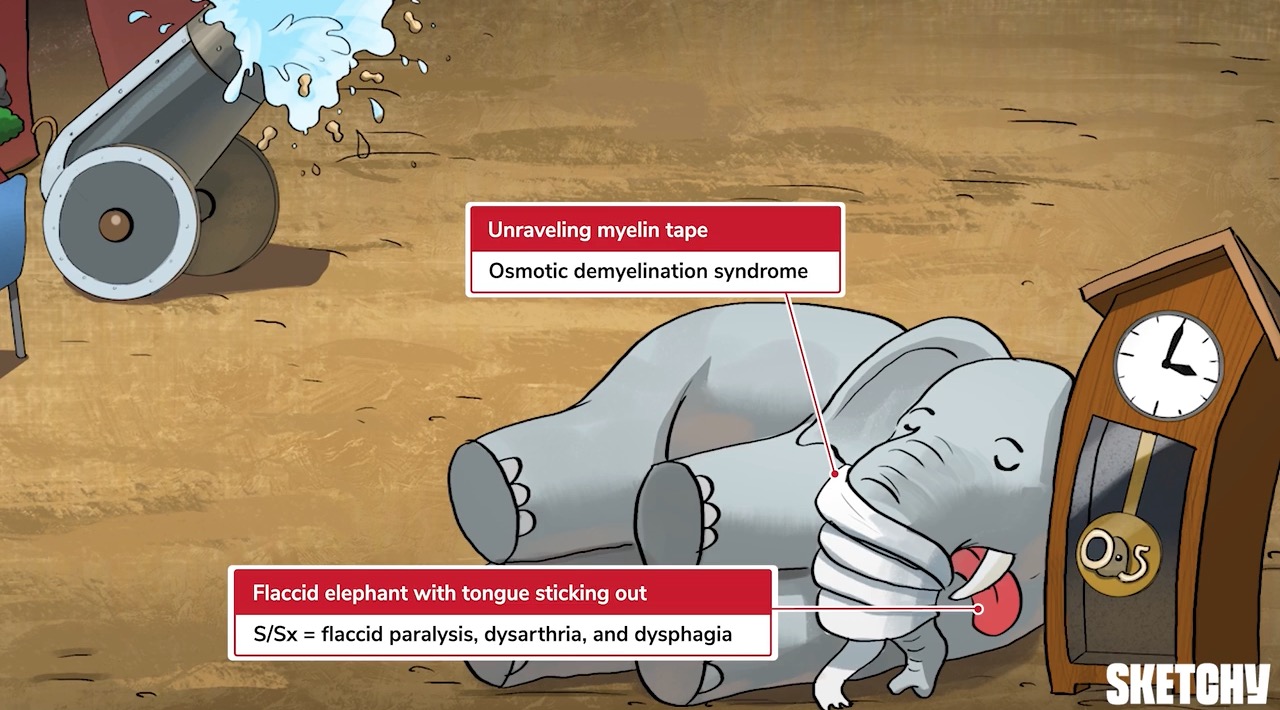 Unraveling myelin tape
Osmotic demyelination syndrome
Flaccid elephant with tongue sticking out
S/Sx = flaccid paralysis, dysarthria, and dysphagia
OS
SKETCHY